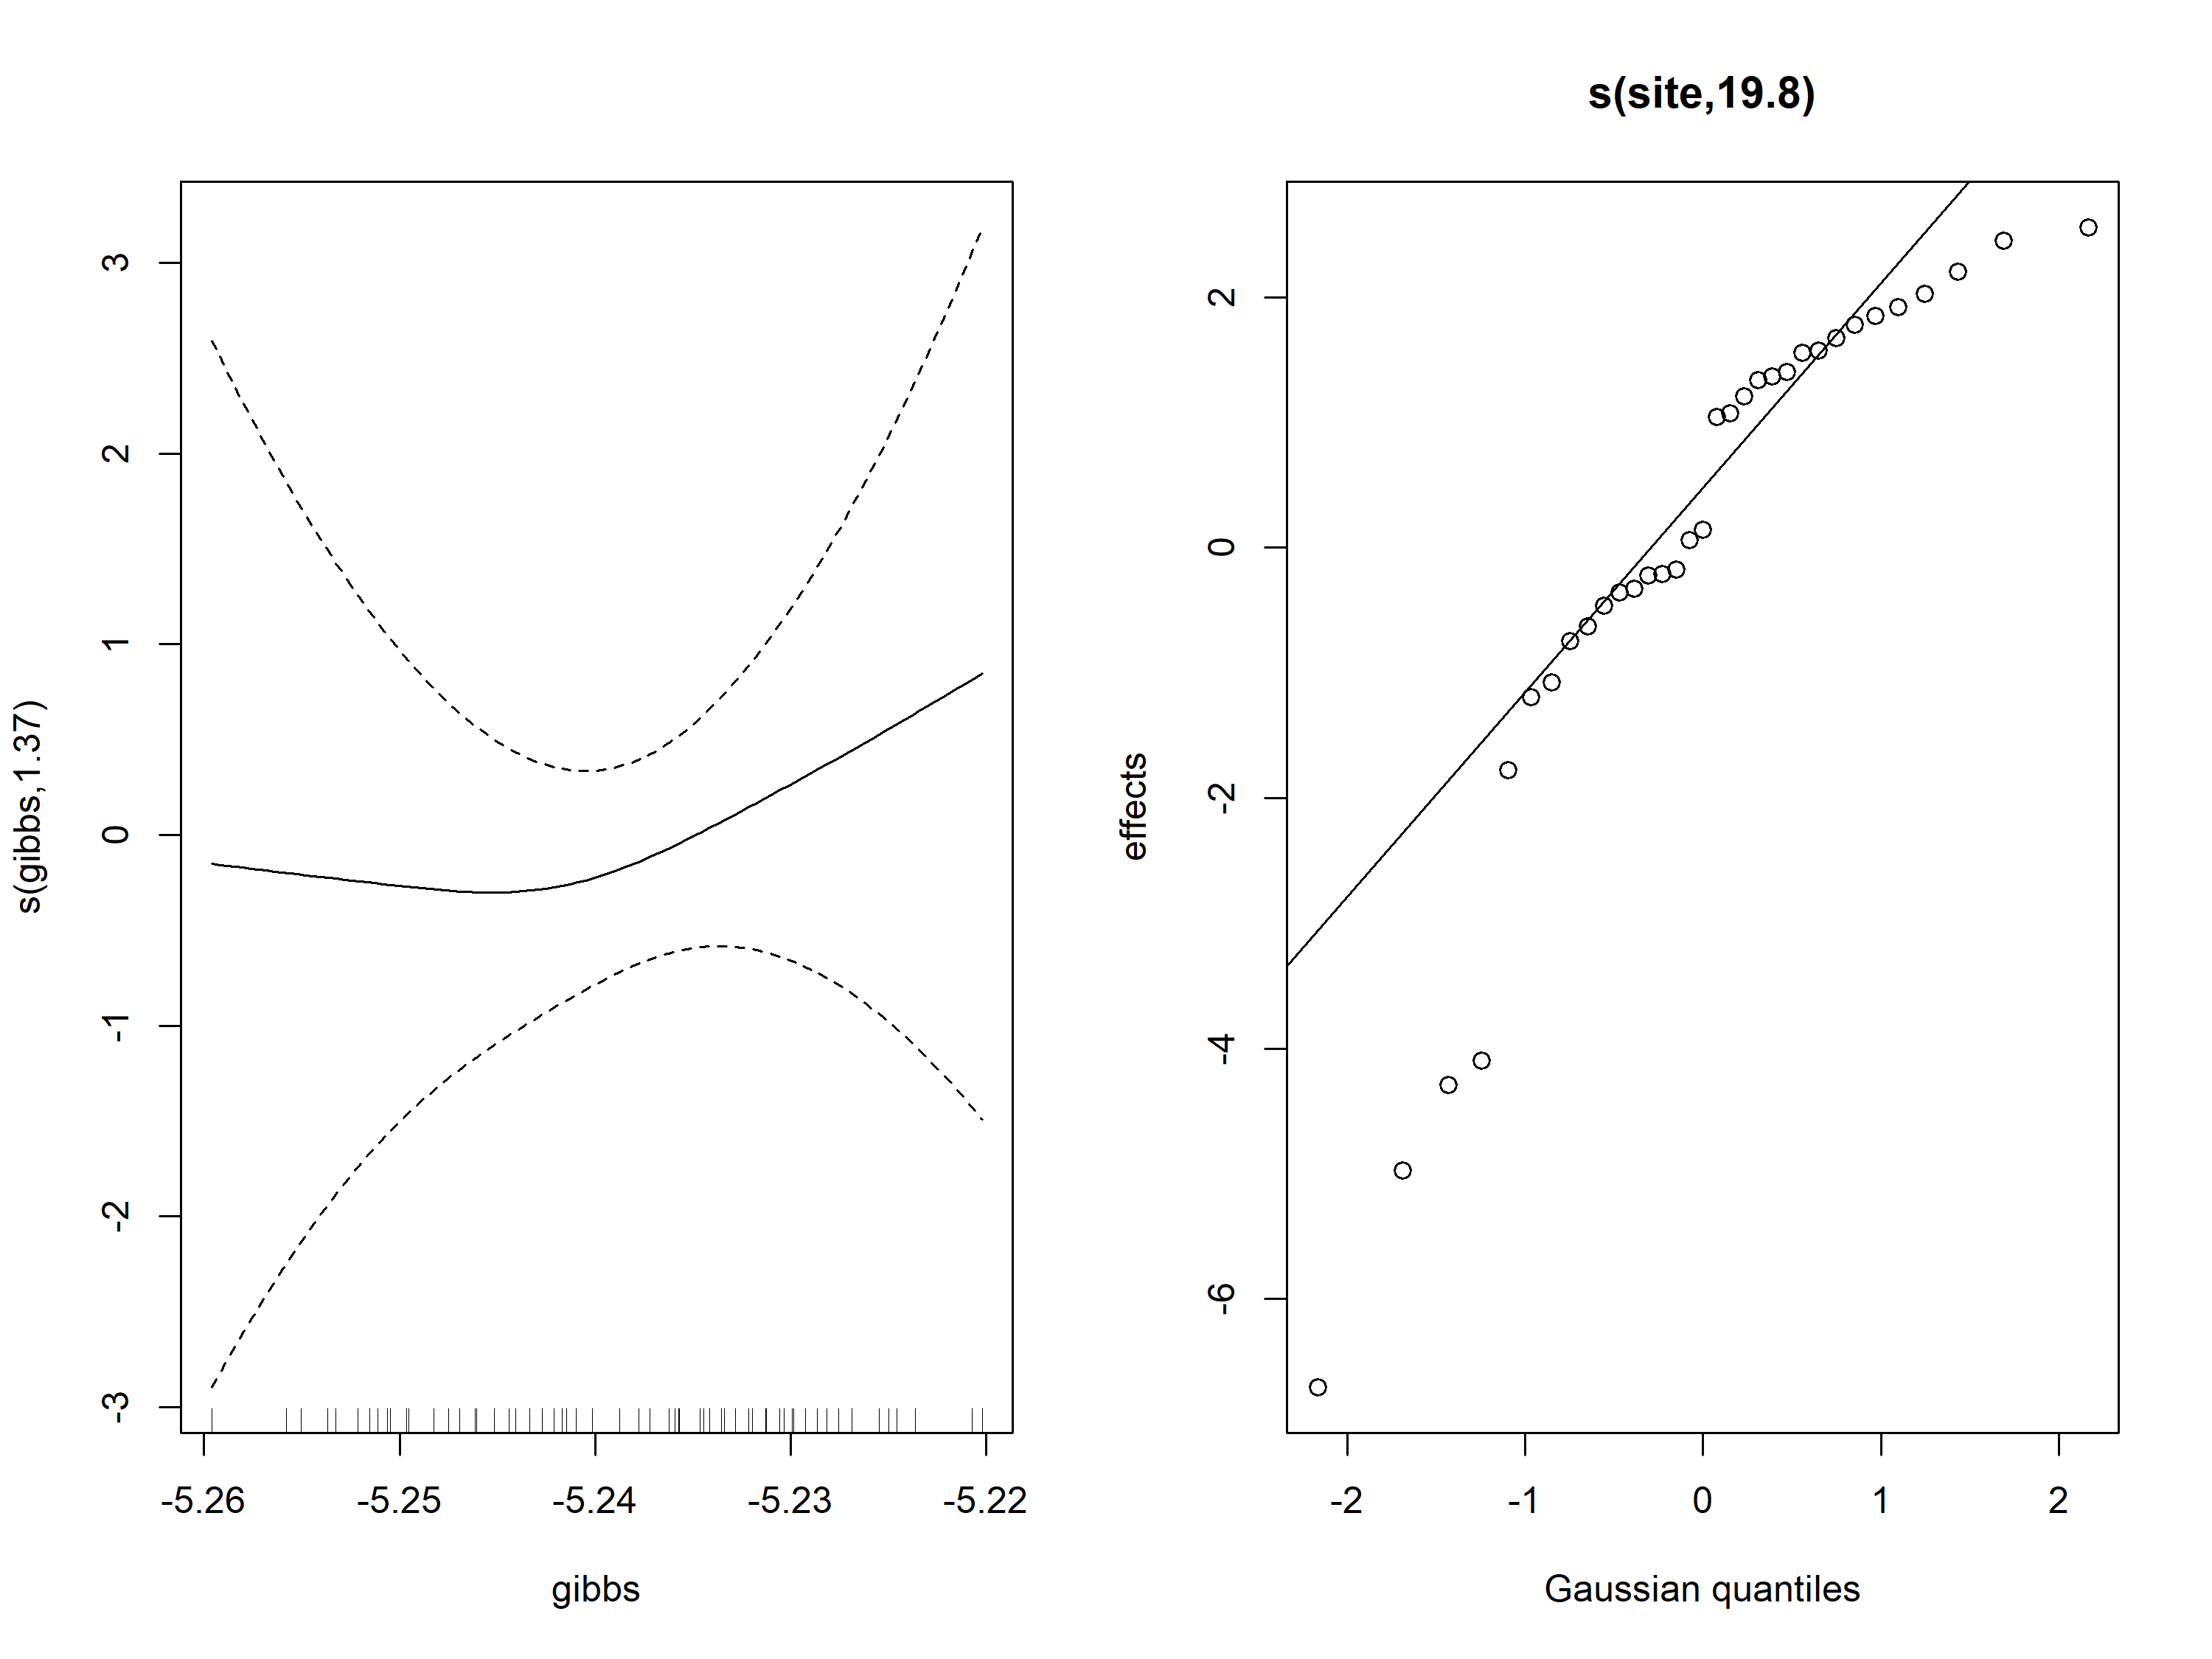 s(gibbs,1.37)
3
2
1
0
-1
-2
-3
-5.26 -5.25 -5.24 -5.23 -5.22
gibbs
s(site,19.8)
effects
2
0
-2
-4
-6
-2 -1 0 1 2
Gaussian quantiles